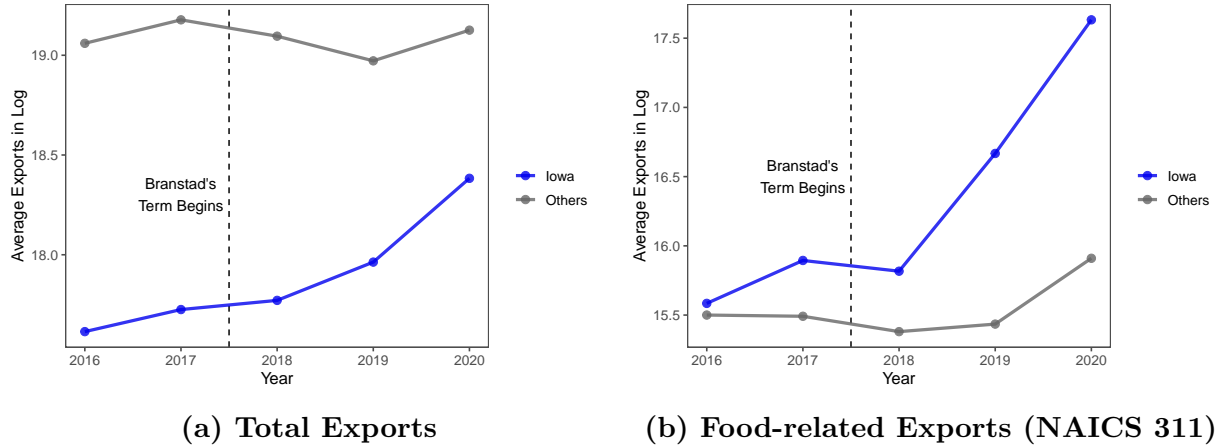 Average Exports in Log
19.0
18.5
18.0
Branstad's
Term Begins
2016
2017
2018
2019
2020
Year
Iowa
Others
(a) Total Exports
Average Exports in Log
17.5
17.0
16.5
16.0
15.5
Branstad's
Term Begins
2016
2017
2018
2019
2020
Year
Iowa
Others
(b) Food-related Exports (NAICS 311)